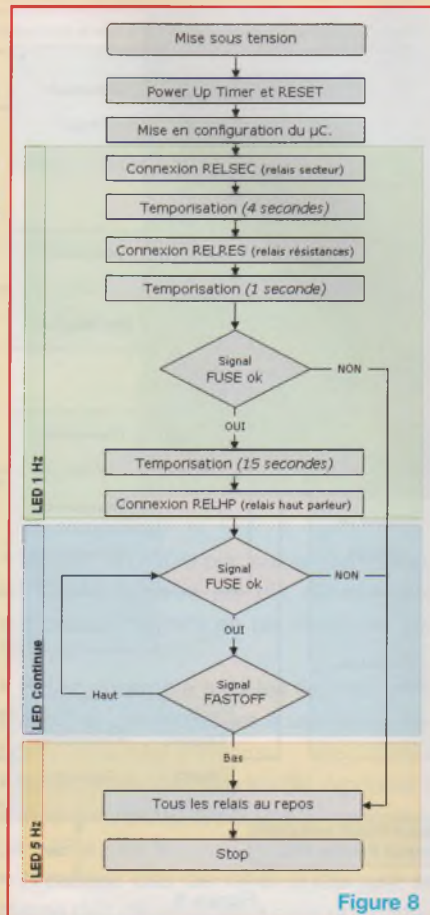 Mise sous tension
Power Up Timer et RESET
Mise en configuration du µC.
Connexion RELSEC (relais secteur)
Temporisation (4 secondes)
Connexion RELRES (relais résistances)
Temporisation (1 seconde)
Signal
FUSE ok
NON
OUI
Temporisation (15 secondes)
Connexion RELHP (relais haut parleur)
LED 1 Hz
Signal
FUSE ok
NON
OUI
Haut
Signal
FASTOFF
LED Continue
Bas
Tous les relais au repos
Stop
LED 5 Hz
Figure 8